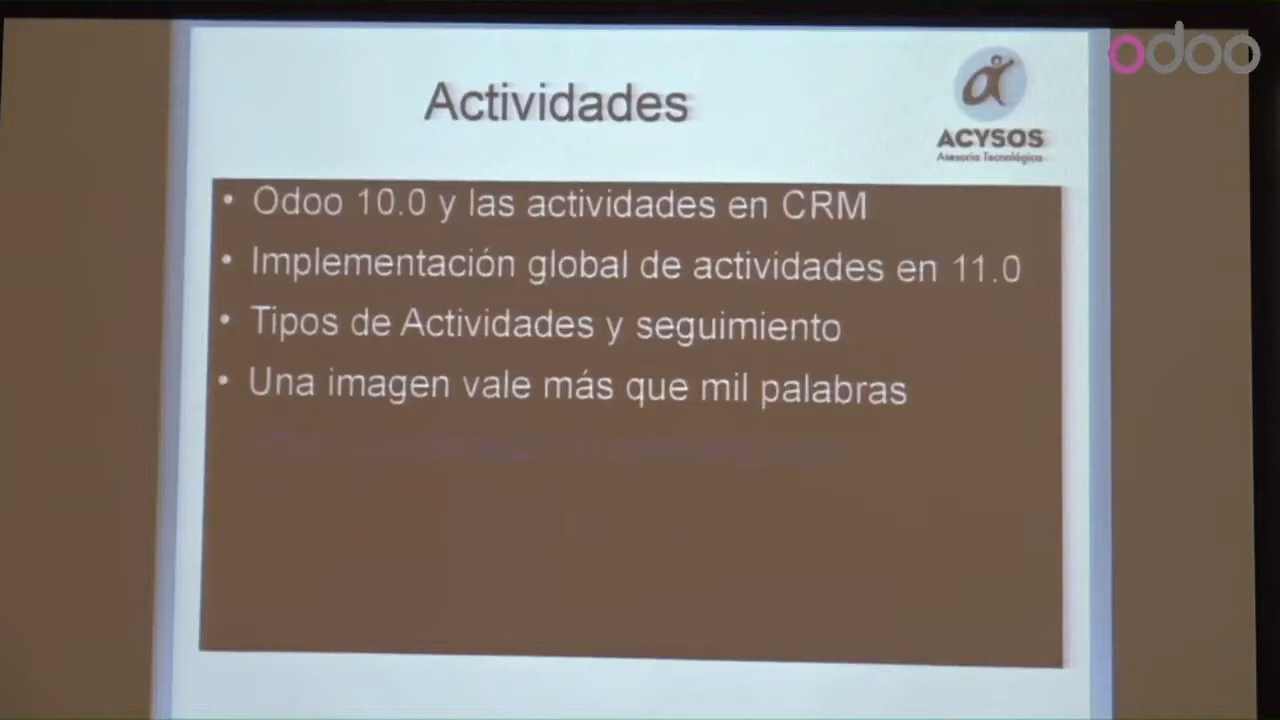 odoo
Actividades
ACYSOS
Asesoría Tecnológica
• Odoo 10.0 y las actividades en CRM
• Implementación global de actividades en 11.0
• Tipos de Actividades y seguimiento
• Una imagen vale más que mil palabras